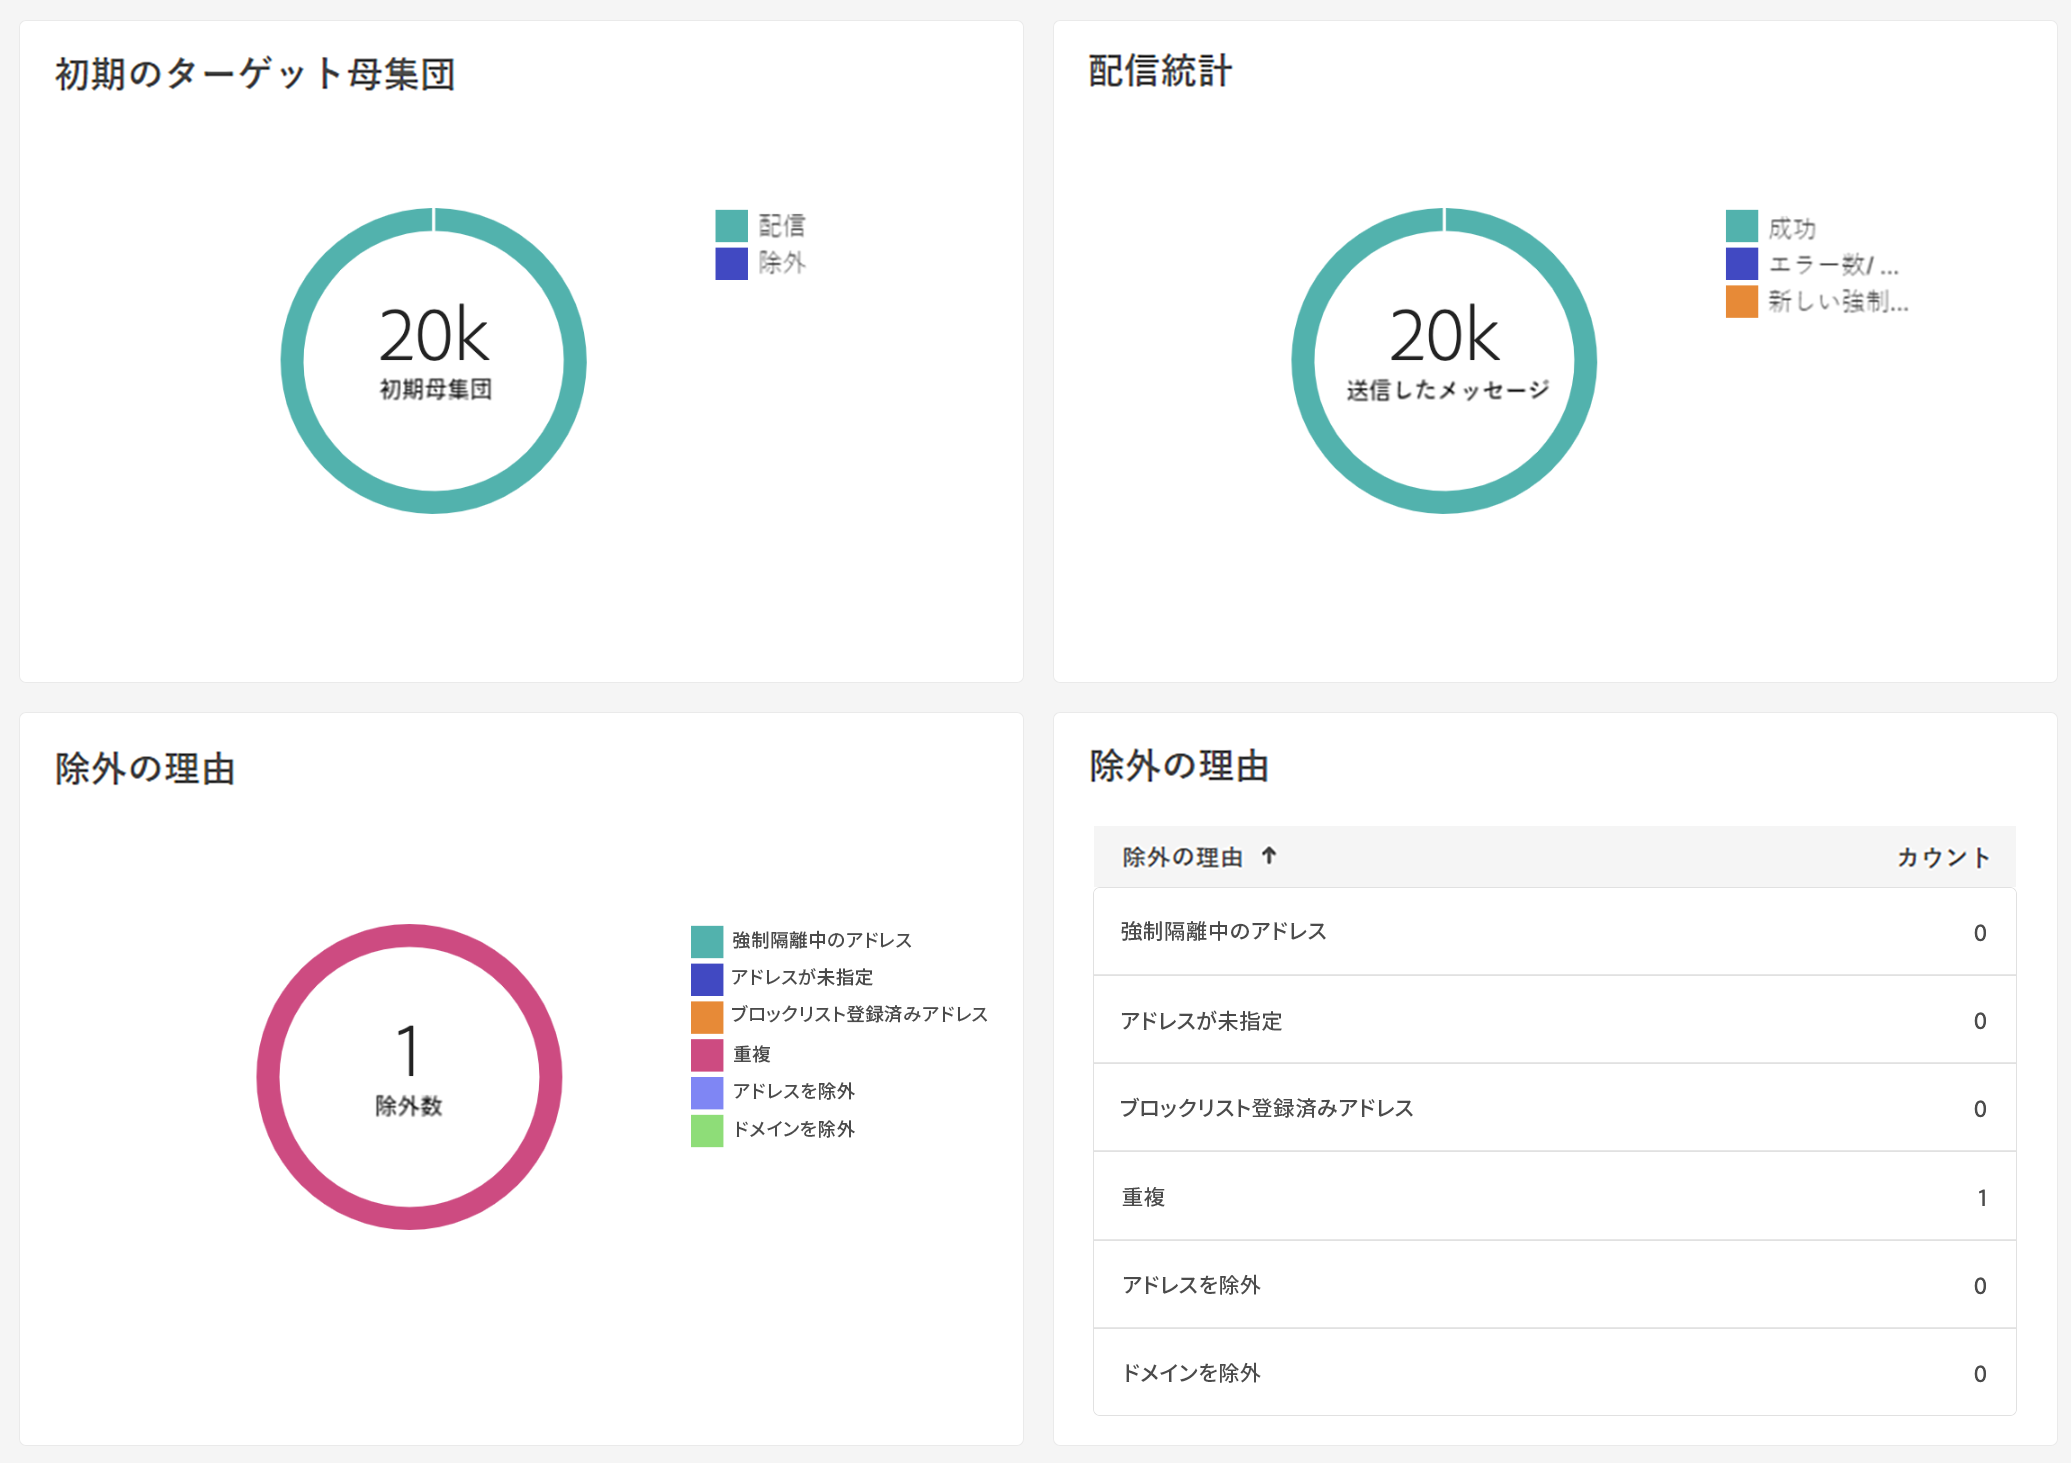 初期のターゲット母集団
20k
初期母集団
配信
除外
配信統計
20k
送信したメッセージ
成功
エラー数/ ...
新しい強制...
除外の理由
1
除外数
強制隔離中のアドレス
アドレスが未指定
ブロックリスト登録済みアドレス
重複
アドレスを除外
ドメインを除外
除外の理由
除外の理由 ↑ カウント
強制隔離中のアドレス 0
アドレスが未指定 0
ブロックリスト登録済みアドレス 0
重複 1
アドレスを除外 0
ドメインを除外 0